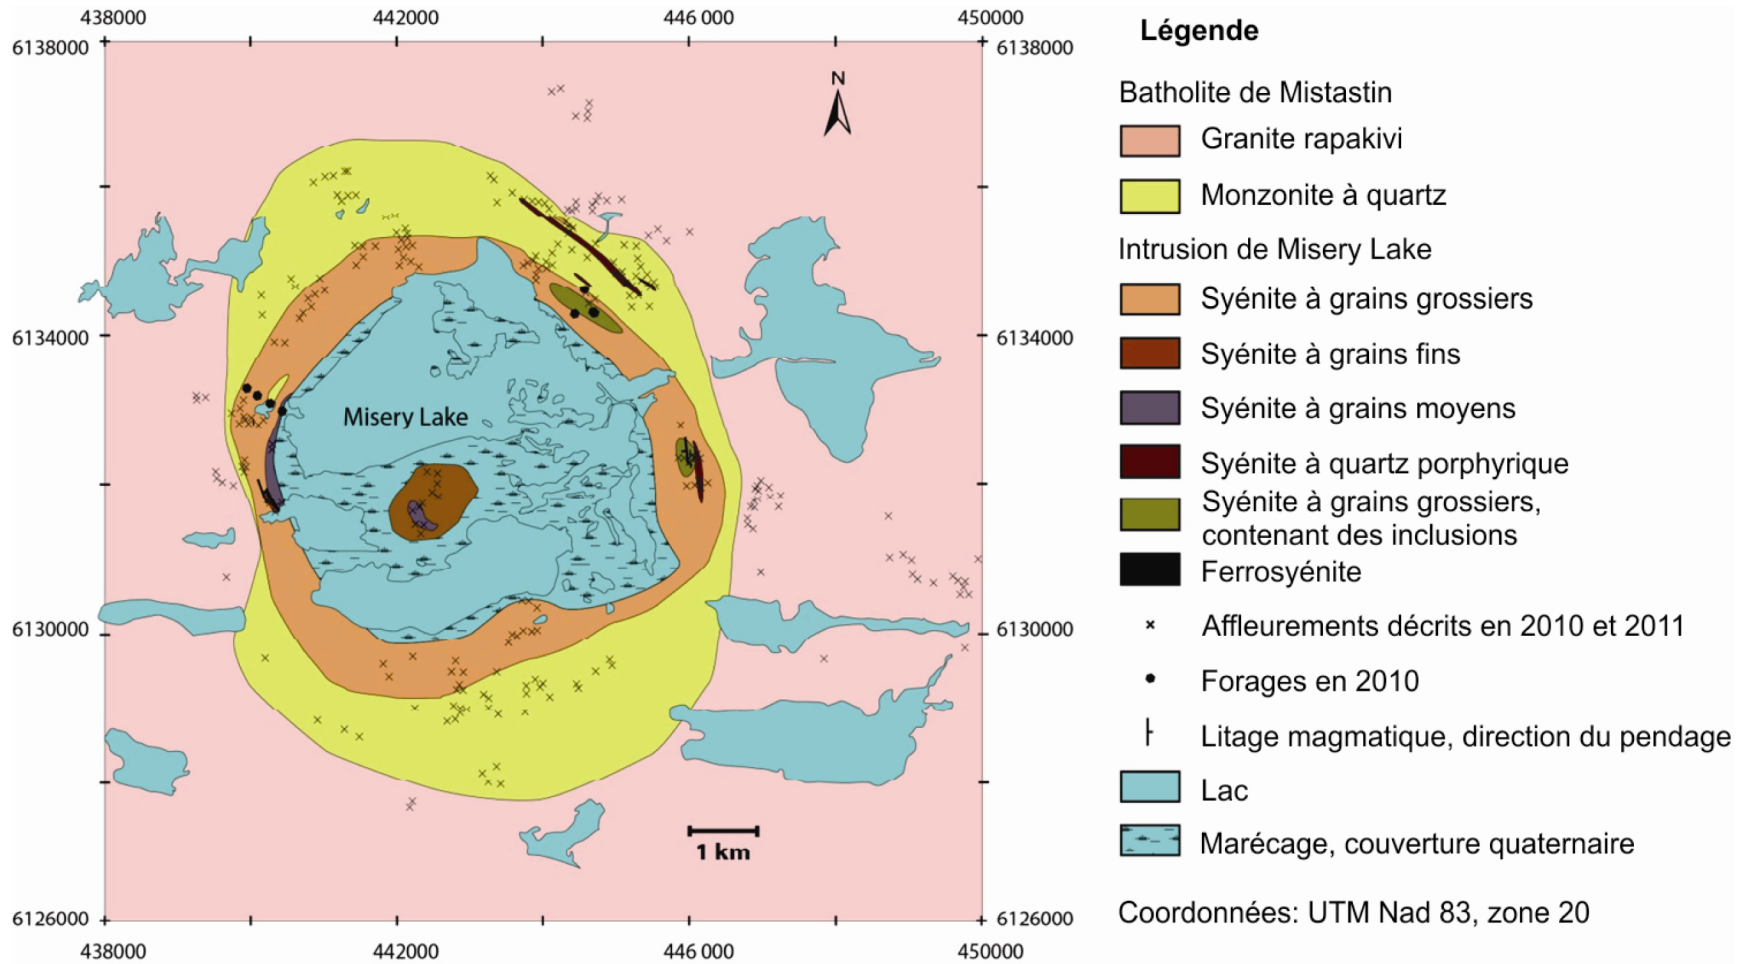 438000
442000
446 000
450000
6138000
6138000
N
6134000
6134000
Misery Lake
6130000
6130000
1 km
6126000
6126000
438000
442000
446 000
450000
Légende
Batholite de Mistastin
Granite rapakivi
Monzonite à quartz
Intrusion de Misery Lake
Syénite à grains grossiers
Syénite à grains fins
Syénite à grains moyens
Syénite à quartz porphyrique
Syénite à grains grossiers,
contenant des inclusions
Ferrosyénite
Affleurements décrits en 2010 et 2011
Forages en 2010
Litage magmatique, direction du pendage
Lac
Marécage, couverture quaternaire
Coordonnées: UTM Nad 83, zone 20